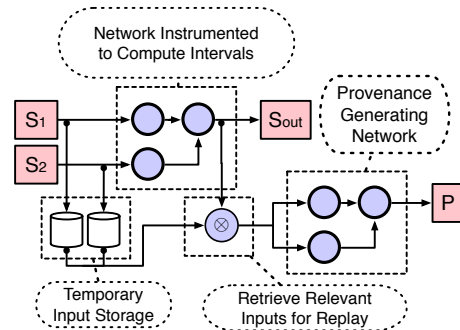 Network Instrumented
to Compute Intervals
Provenance
Generating
Network
S1
Sout
S2
P
Temporary
Input Storage
Retrieve Relevant
Inputs for Replay